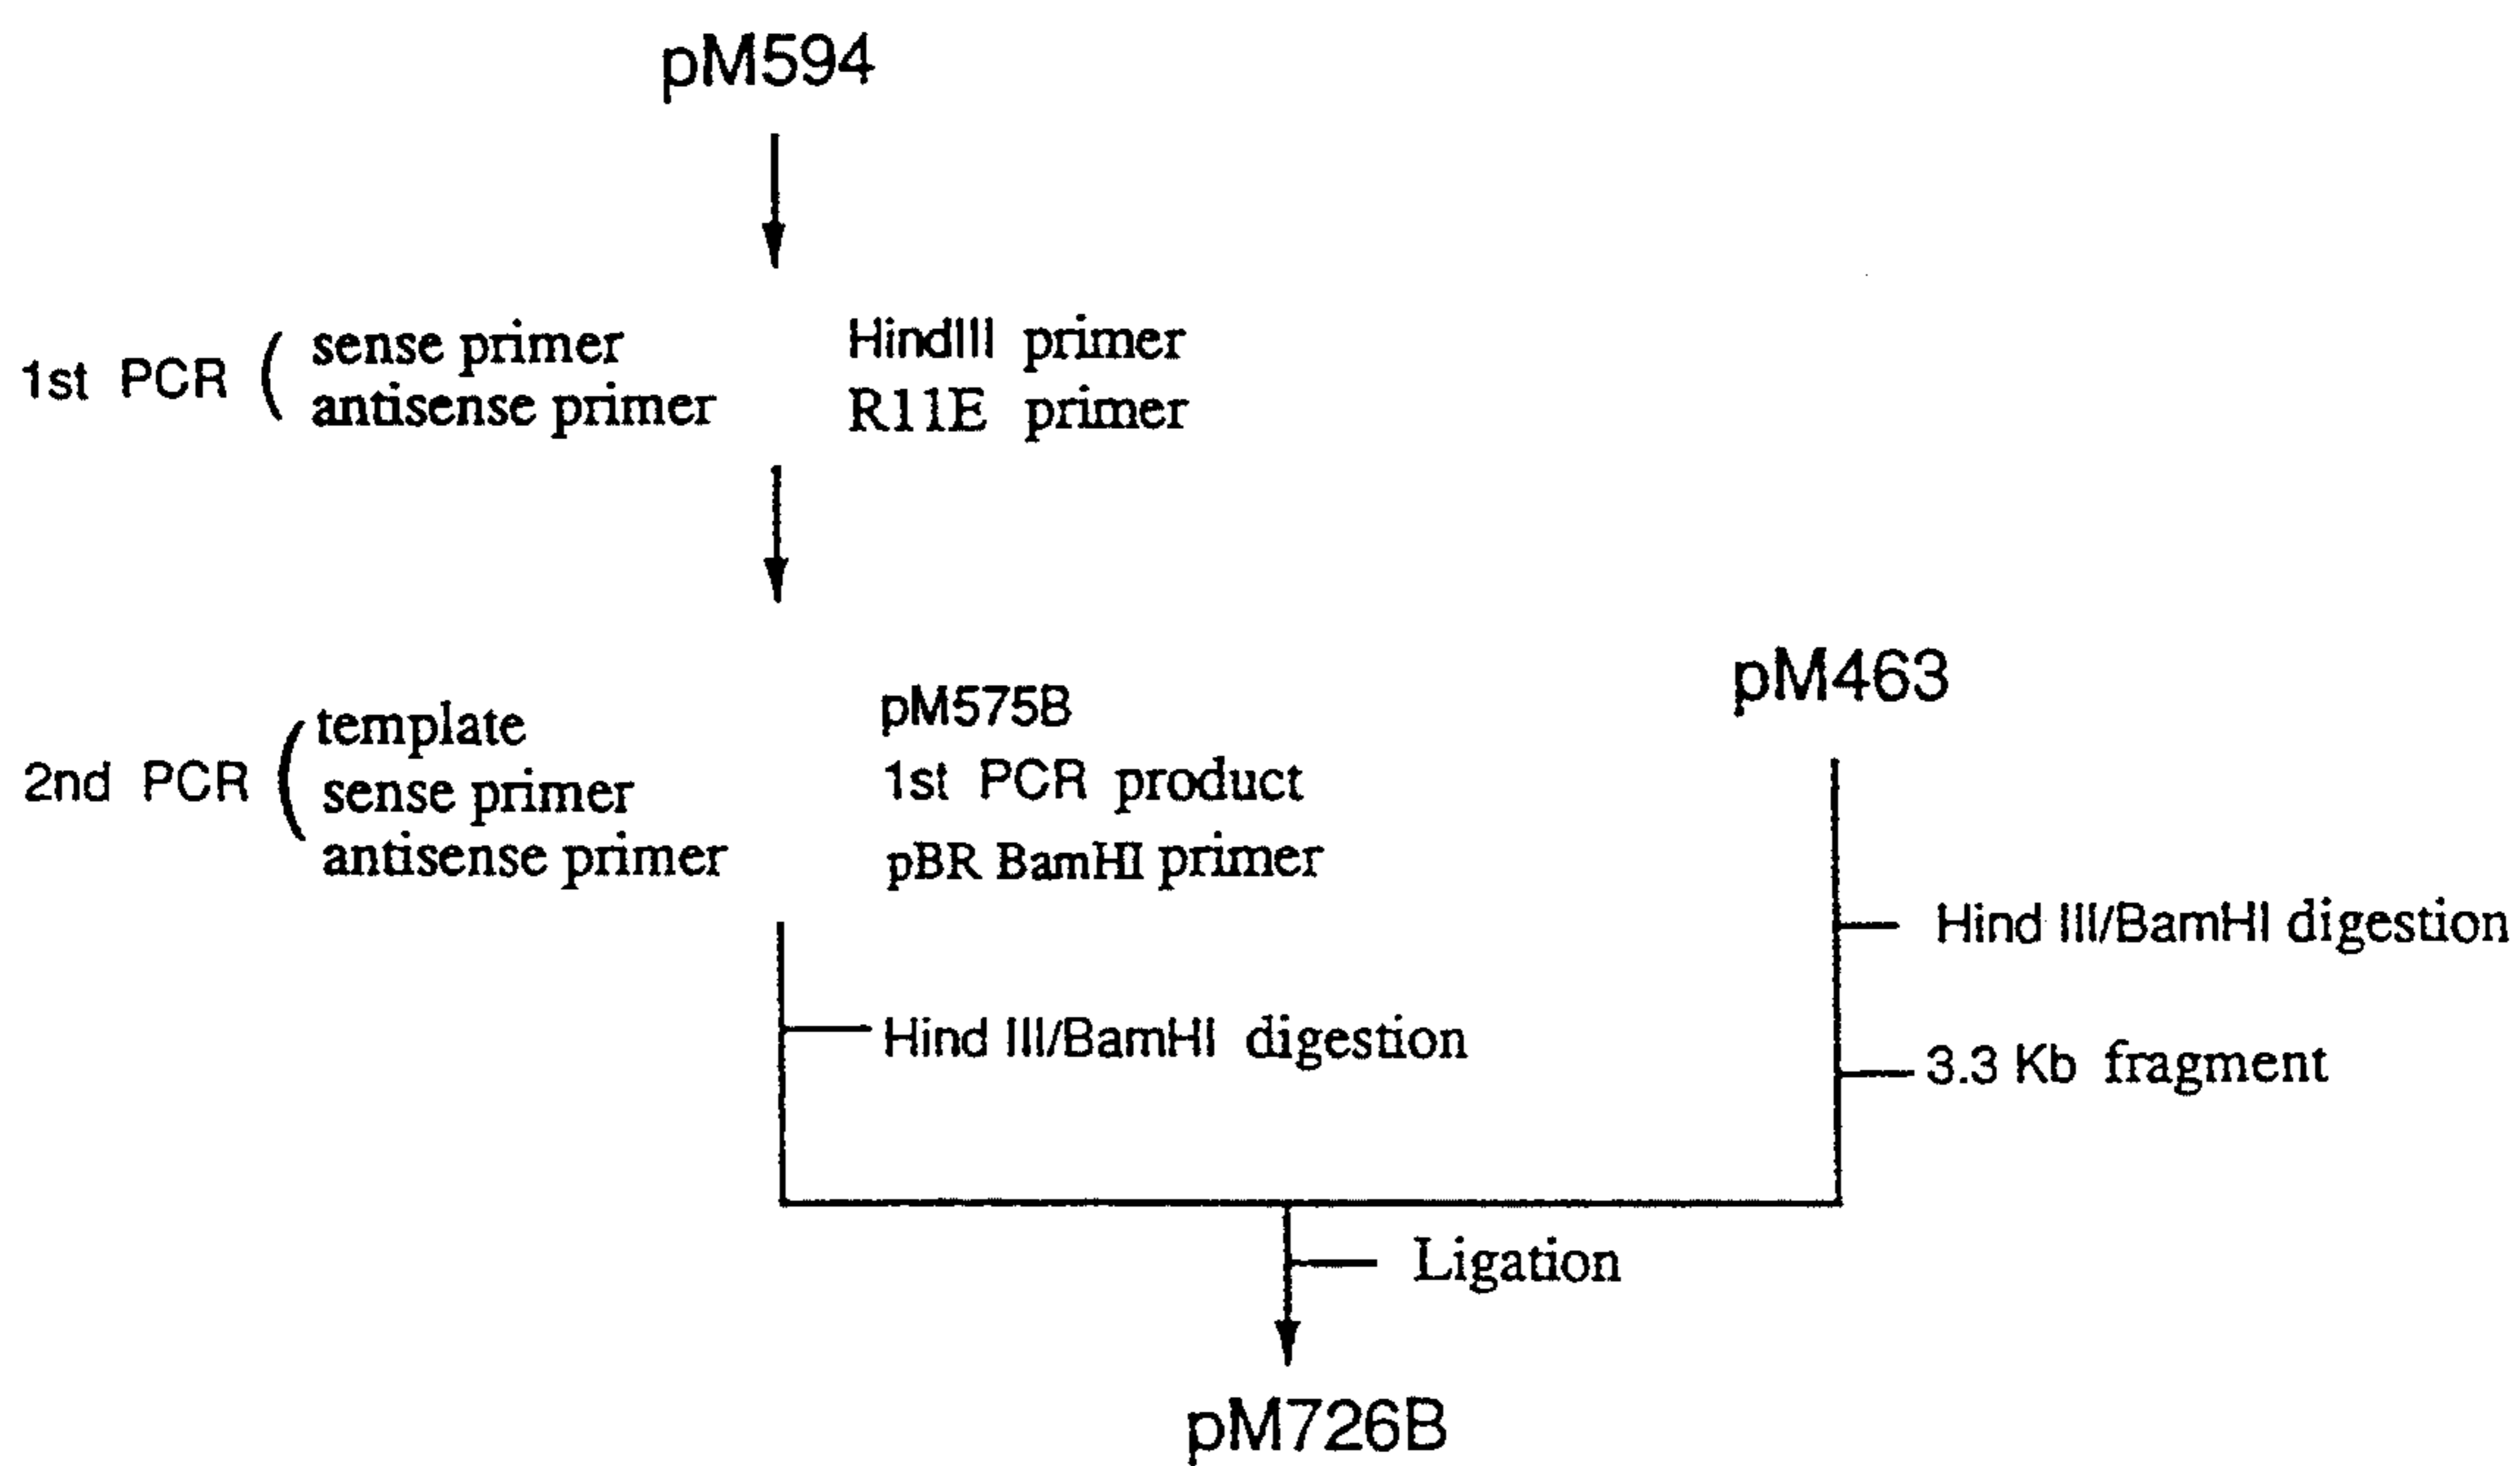 pM594
1st PCR ( sense primer HindIII primer
antisense primer R11E primer
pM575B
2nd PCR ( template
sense primer 1st PCR product
antisense primer pBR BamHI primer
pM463
Hind III/BamHI digestion
Hind III/BamHI digestion
3.3 Kb fragment
Ligation
pM726B